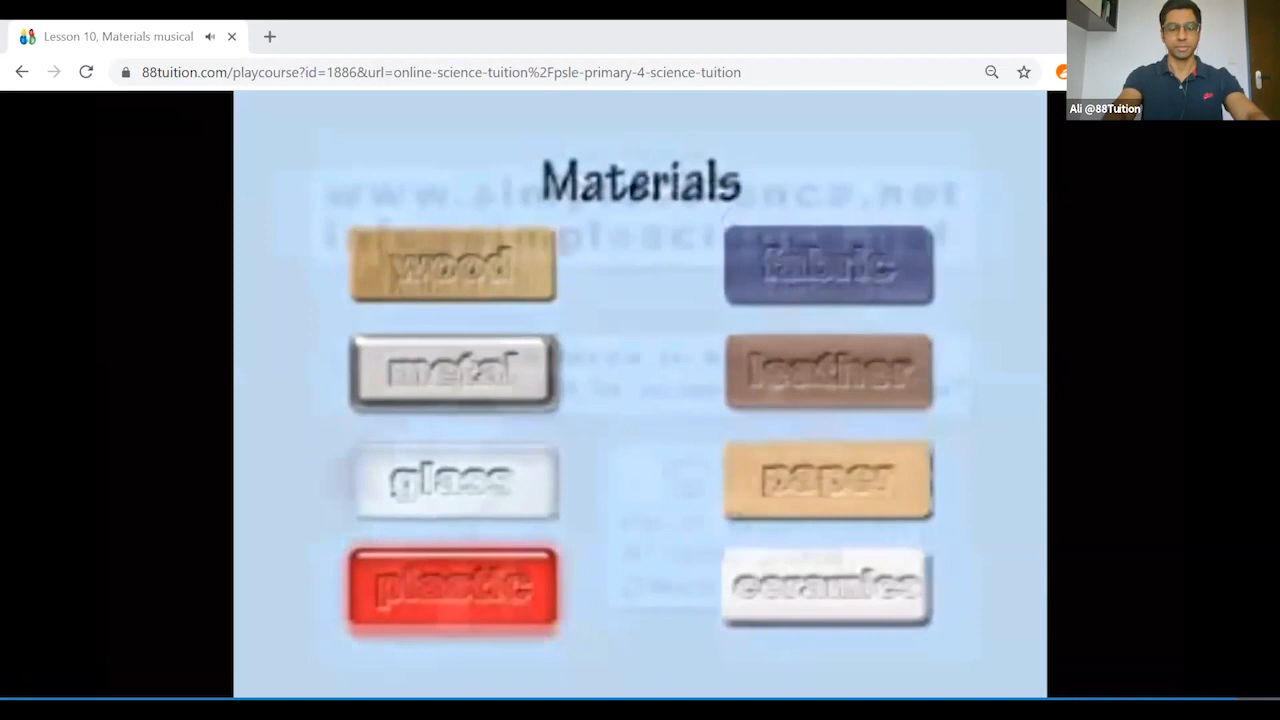 Lesson 10, Materials musical
88tuition.com/playcourse?id=1886&url=online-science-tuition%2Fpsle-primary-4-science-tuition
Ali @88Tuition
Materials
wood
fabric
metal
leather
glass
paper
plastic
ceramics